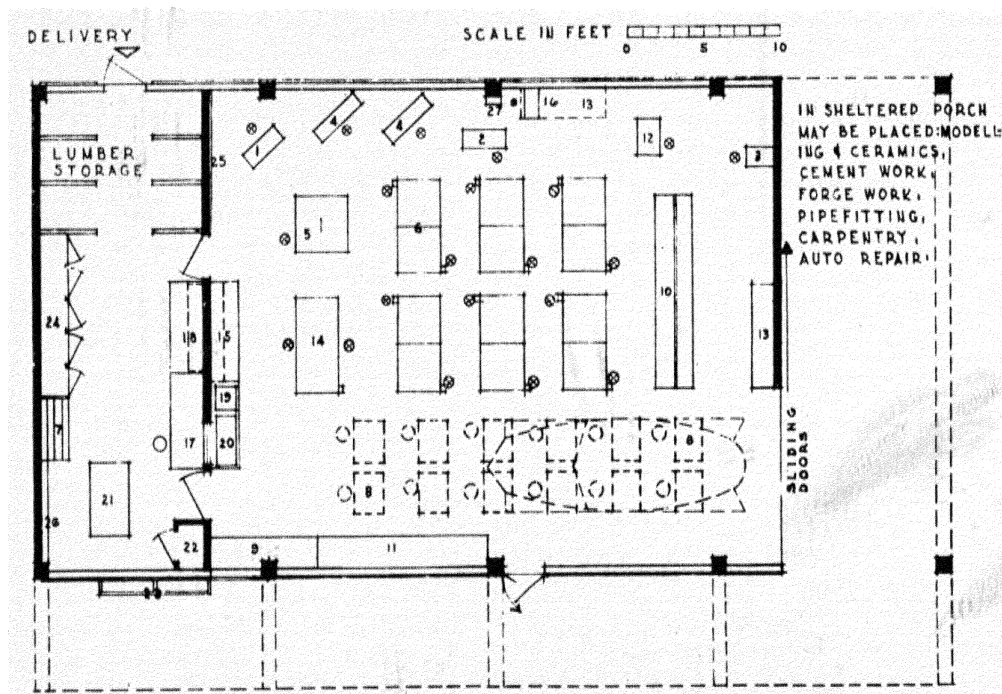 DELIVERY
SCALE IN FEET
0 5 10
LUMBER
STORAGE
IN SHELTERED PORCH
MAY BE PLACED:MODELL-
ING & CERAMICS,
CEMENT WORK,
FORGE WORK,
PIPEFITTING,
CARPENTRY,
AUTO REPAIR.
27
16
13
4
4
1
2
12
3
25
5
6
10
24
18
15
14
13
19
7
17
20
8
21
8
26
22
9
11
SLIDING
DOORS